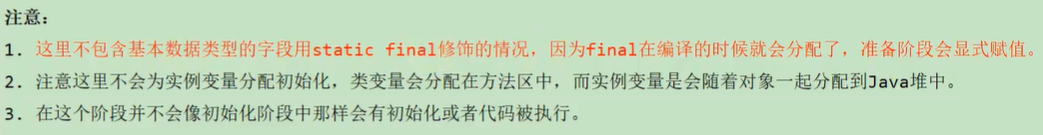 注意：
1. 这里不包含基本数据类型的字段用static final修饰的情况，因为final在编译的时候就会分配了，准备阶段会显式赋值。
2. 注意这里不会为实例变量分配初始化，类变量会分配在方法区中，而实例变量是会随着对象一起分配到Java堆中。
3. 在这个阶段并不会像初始化阶段中那样会有初始化或者代码被执行。